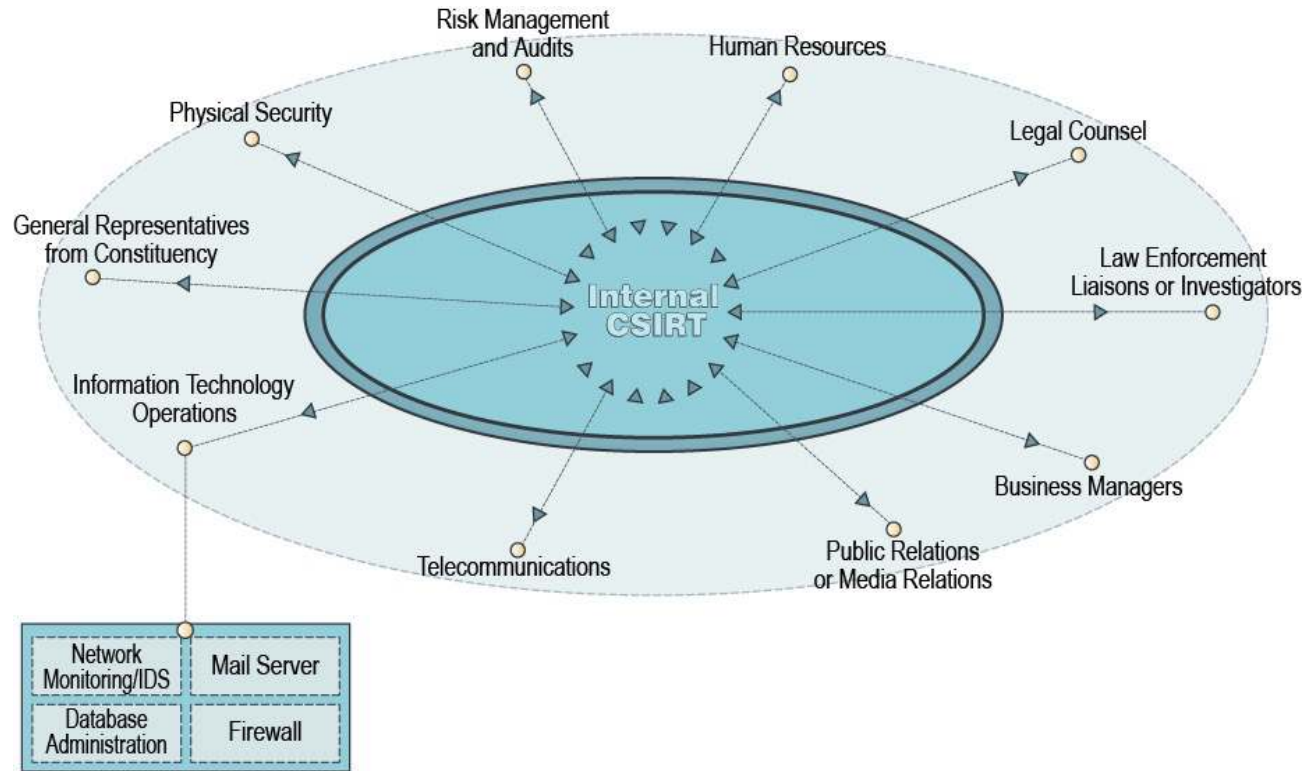 Risk Management
and Audits
Human Resources
Physical Security
Legal Counsel
General Representatives
from Constituency
Law Enforcement
Liaisons or Investigators
Internal
CSIRT
Information Technology
Operations
Business Managers
Telecommunications
Public Relations
or Media Relations
Network
Monitoring/IDS
Mail Server
Database
Administration
Firewall